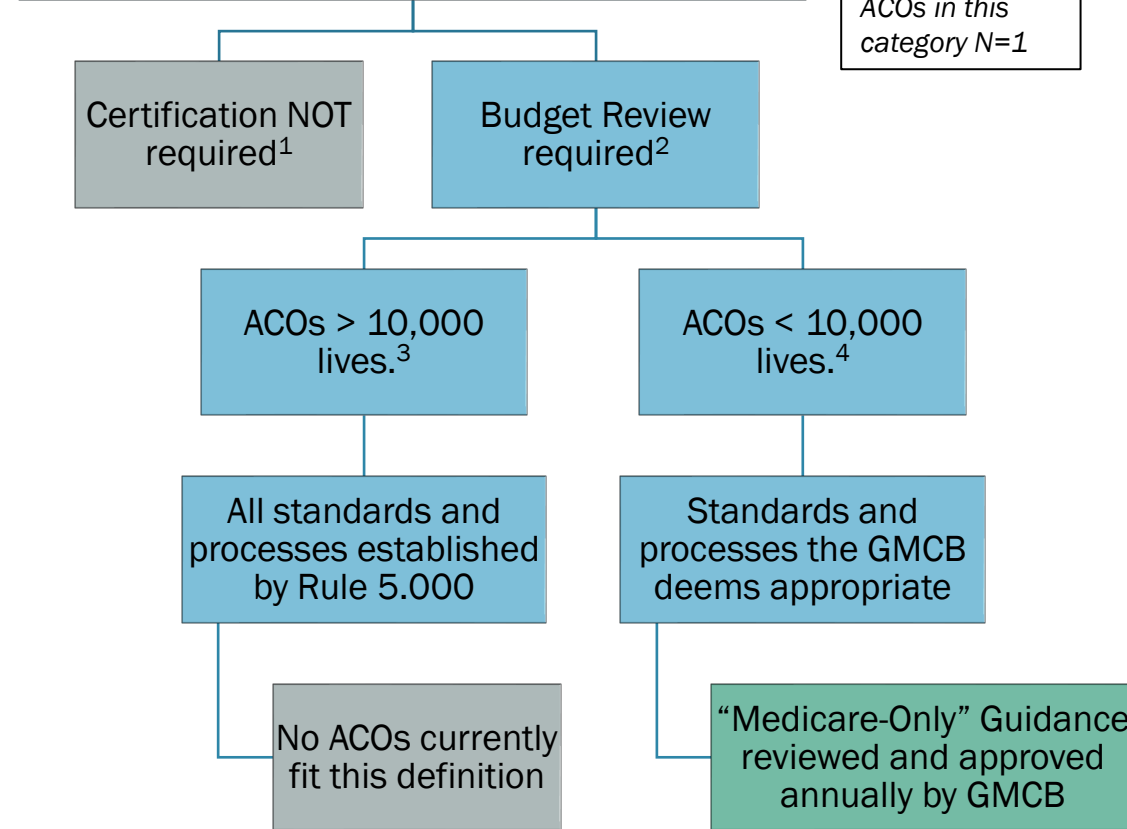 ACOs in this
category N=1
Certification NOT
required¹
Budget Review
required²
ACOs > 10,000
lives.³
ACOs < 10,000
lives.⁴
All standards and
processes established
by Rule 5.000
Standards and
processes the GMCB
deems appropriate
No ACOs currently
fit this definition
“Medicare-Only” Guidance
reviewed and approved
annually by GMCB